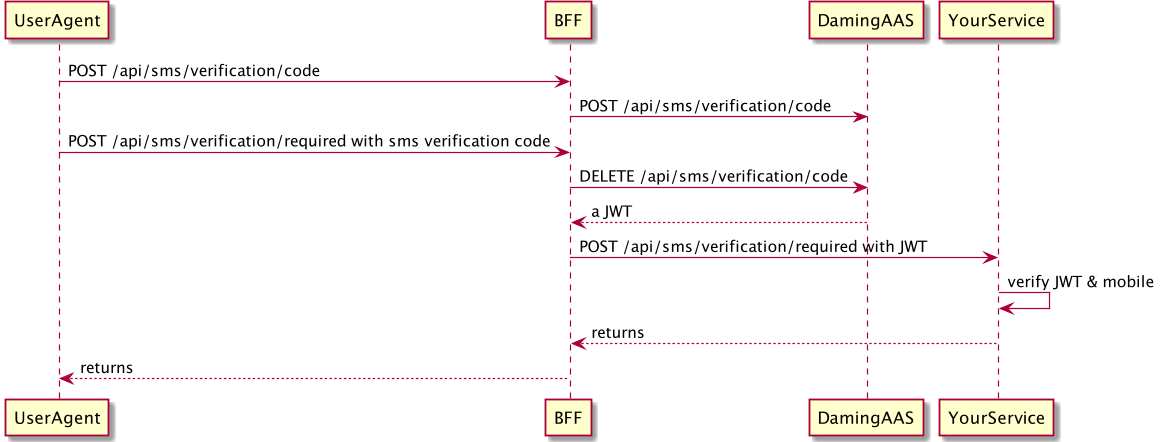 UserAgent
BFF
DamingAAS
YourService
POST /api/sms/verification/code
POST /api/sms/verification/code
POST /api/sms/verification/required with sms verification code
DELETE /api/sms/verification/code
a JWT
POST /api/sms/verification/required with JWT
verify JWT & mobile
returns
returns
UserAgent
BFF
DamingAAS
YourService